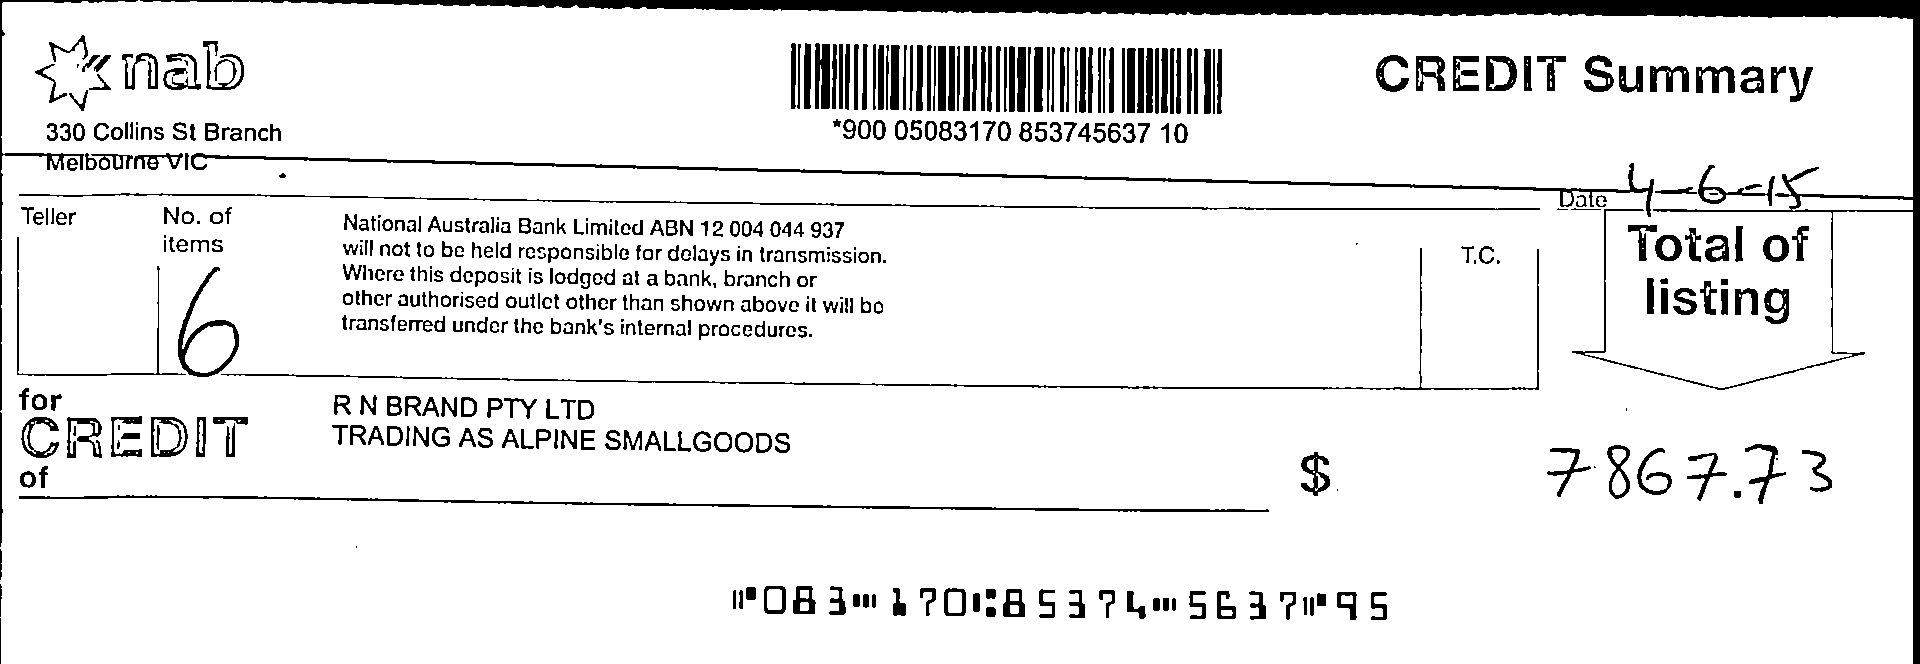 nab
330 Collins St Branch
Melbourne VIC
*900 05083170 853745637 10
CREDIT Summary
Date 4-6-15
Teller
No. of
items
6
National Australia Bank Limited ABN 12 004 044 937
will not to be held responsible for delays in transmission.
Where this deposit is lodged at a bank, branch or
other authorised outlet other than shown above it will be
transferred under the bank's internal procedures.
T.C.
Total of
listing
for
CREDIT
of
R N BRAND PTY LTD
TRADING AS ALPINE SMALLGOODS
$ 7867.73
⑈083⑉170⑆85374⑉5637⑈95